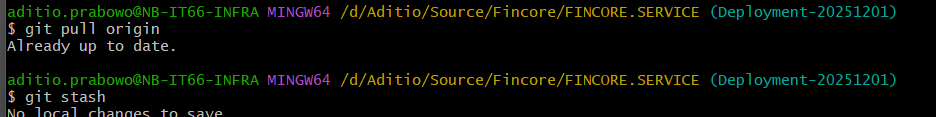 aditio.prabowo@NB-IT66-INFRA MINGW64 /d/Aditio/Source/Fincore/FINCORE.SERVICE (Deployment-20251201)
$ git pull origin
Already up to date.
aditio.prabowo@NB-IT66-INFRA MINGW64 /d/Aditio/Source/Fincore/FINCORE.SERVICE (Deployment-20251201)
$ git stash
No local changes to save